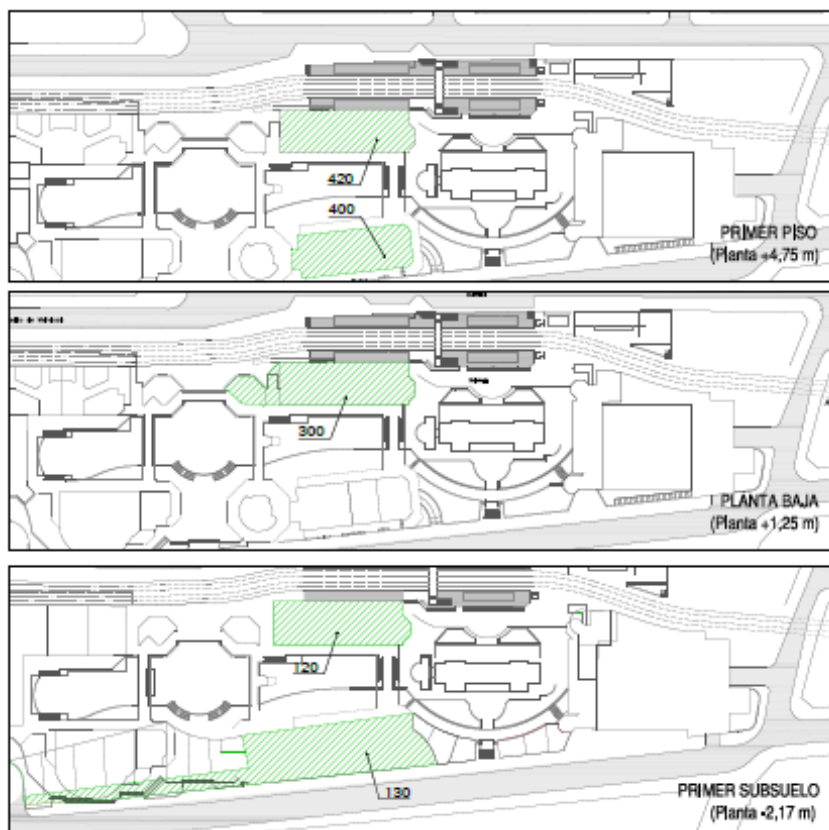 420
400
PRIMER PISO
(Planta +4,75 m)
300
PLANTA BAJA
(Planta +1,25 m)
120
130
PRIMER SUBSUELO
(Planta -2,17 m)